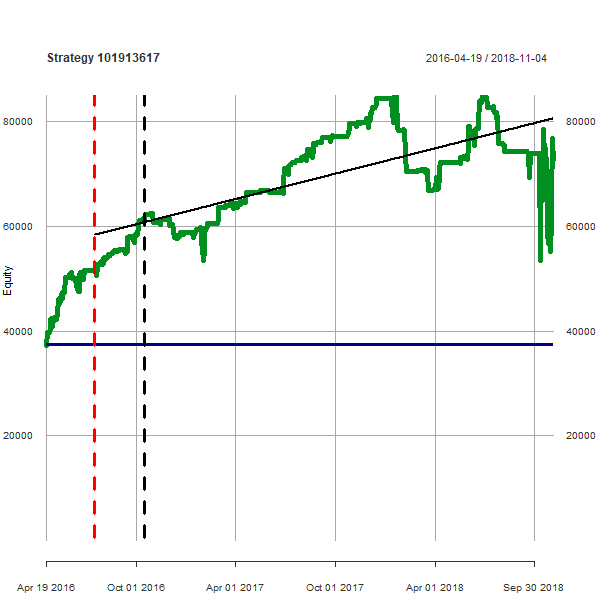 Strategy 101913617 2016-04-19 / 2018-11-04
80000 80000
60000 60000
Equity
40000 40000
20000 20000
Apr 19 2016 Oct 01 2016 Apr 01 2017 Oct 01 2017 Apr 01 2018 Sep 30 2018